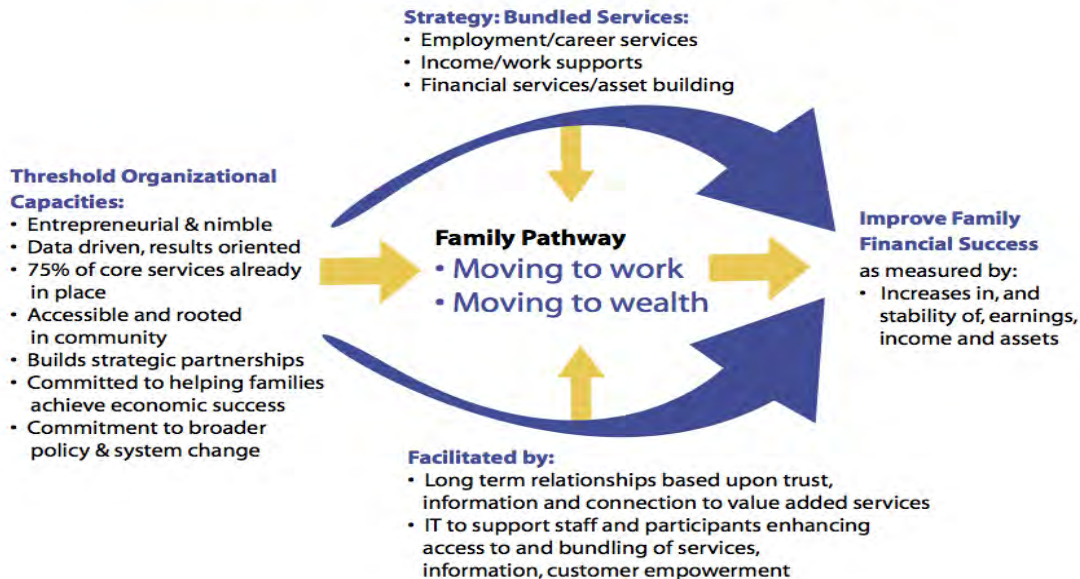 Strategy: Bundled Services:
• Employment/career services
• Income/work supports
• Financial services/asset building
Threshold Organizational
Capacities:
• Entrepreneurial & nimble
• Data driven, results oriented
• 75% of core services already
in place
• Accessible and rooted
in community
• Builds strategic partnerships
• Committed to helping families
achieve economic success
• Commitment to broader
policy & system change
Family Pathway
• Moving to work
• Moving to wealth
Improve Family
Financial Success
as measured by:
• Increases in, and
stability of, earnings,
income and assets
Facilitated by:
• Long term relationships based upon trust,
information and connection to value added services
• IT to support staff and participants enhancing
access to and bundling of services,
information, customer empowerment